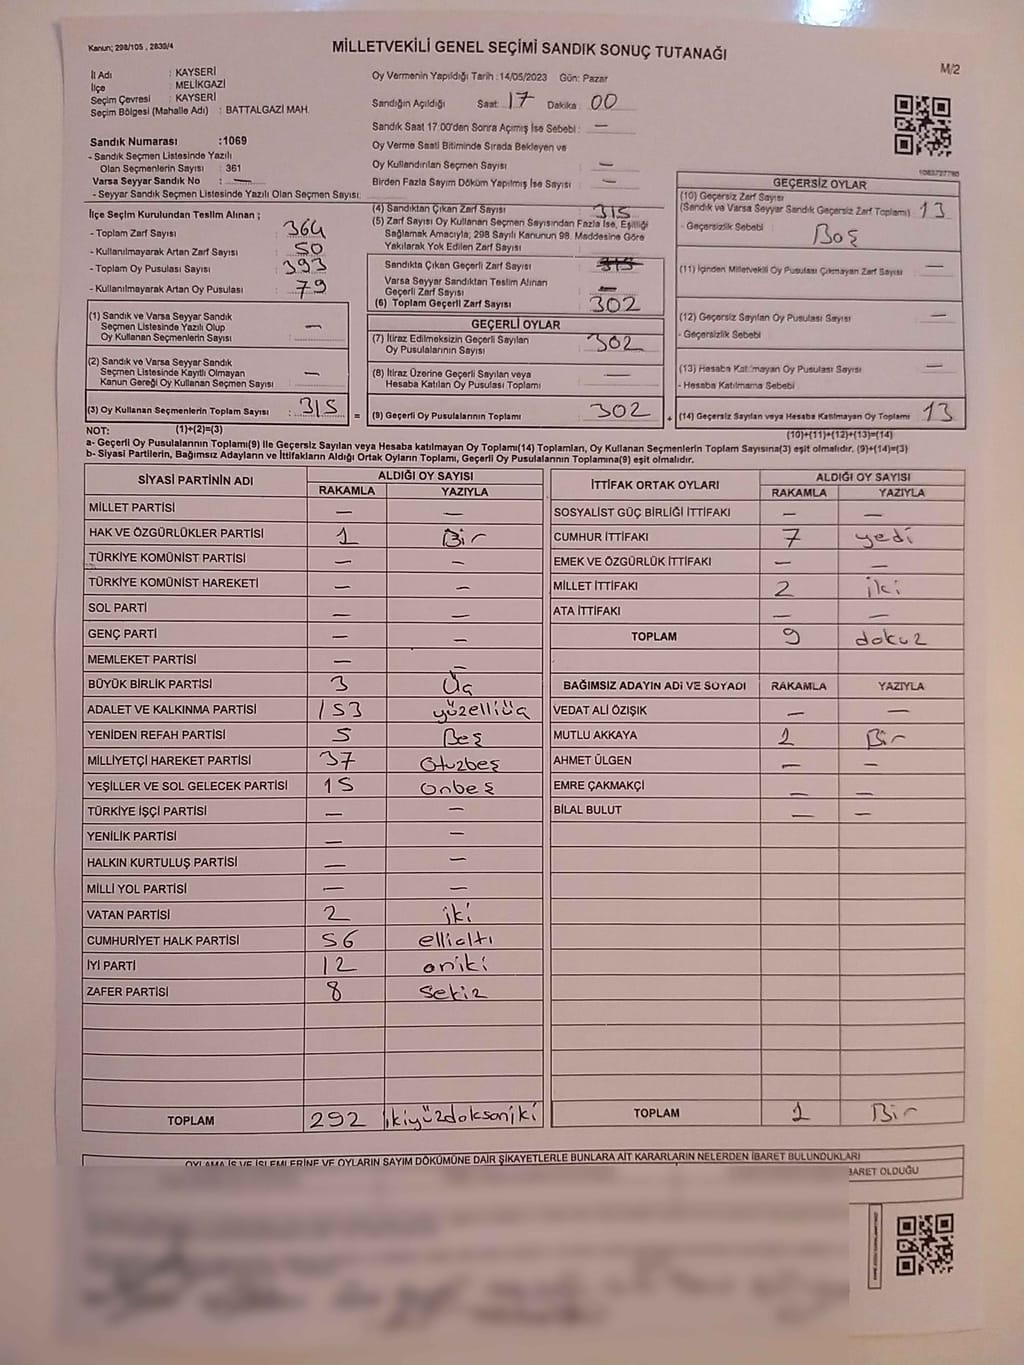 Kanun; 298/105 , 2839/4
MİLLETVEKİLİ GENEL SEÇİMİ SANDIK SONUÇ TUTANAĞI
M/2
İl Adı : KAYSERİ
İlçe : MELİKGAZİ
Seçim Çevresi : KAYSERİ
Seçim Bölgesi (Mahalle Adı) : BATTALGAZİ MAH.
Oy Vermenin Yapıldığı Tarih :14/05/2023 Gün: Pazar
Sandığın Açıldığı Saat: 17 Dakika : 00
Sandık Saat 17.00'den Sonra Açımış İse Sebebi : —
Oy Verme Saati Bitiminde Sırada Bekleyen ve
Oy Kullandırılan Seçmen Sayısı —
Birden Fazla Sayım Döküm Yapılmış İse Sayısı : —
Sandık Numarası :1069
- Sandık Seçmen Listesinde Yazılı
Olan Seçmenlerin Sayısı : 361
Varsa Seyyar Sandık No : —
- Seyyar Sandık Seçmen Listesinde Yazılı Olan Seçmen Sayısı:
İlçe Seçim Kurulundan Teslim Alınan ;
- Toplam Zarf Sayısı : 364
- Kullanılmayarak Artan Zarf Sayısı : 50
- Toplam Oy Pusulası Sayısı : 393
- Kullanılmayarak Artan Oy Pusulası : 79
(1) Sandık ve Varsa Seyyar Sandık
Seçmen Listesinde Yazılı Olup
Oy Kullanan Seçmenlerin Sayısı : —
(2) Sandık ve Varsa Seyyar Sandık
Seçmen Listesinde Kayıtlı Olmayan
Kanun Gereği Oy Kullanan Seçmen Sayısı : —
(3) Oy Kullanan Seçmenlerin Toplam Sayısı : 315 =
(4) Sandıktan Çıkan Zarf Sayısı : 315
(5) Zarf Sayısı Oy Kullanan Seçmen Sayısından Fazla İse, Eşitliği
Sağlamak Amacıyla; 298 Sayılı Kanunun 98. Maddesine Göre
Yakılarak Yok Edilen Zarf Sayısı
Sandıkta Çıkan Geçerli Zarf Sayısı : 315
Varsa Seyyar Sandıktan Teslim Alınan
Geçerli Zarf Sayısı : —
(6) Toplam Geçerli Zarf Sayısı : 302
GEÇERLİ OYLAR
(7) İtiraz Edilmeksizin Geçerli Sayılan
Oy Pusulalarının Sayısı : 302
(8) İtiraz Üzerine Geçerli Sayılan veya
Hesaba Katılan Oy Pusulası Toplamı : —
(9) Geçerli Oy Pusulalarının Toplamı : 302 +
1083727780
GEÇERSİZ OYLAR
(10) Geçersiz Zarf Sayısı
(Sandık ve Varsa Seyyar Sandık Geçersiz Zarf Toplamı) : 13
- Geçersizlik Sebebi : Boş
(11) İçinden Milletvekili Oy Pusulası Çıkmayan Zarf Sayısı : —
(12) Geçersiz Sayılan Oy Pusulası Sayısı : —
- Geçersizlik Sebebi :
(13) Hesaba Katılmayan Oy Pusulası Sayısı : —
- Hesaba Katılmama Sebebi :
(14) Geçersiz Sayılan veya Hesaba Katılmayan Oy Toplamı : 13
NOT: (1)+(2)=(3) (10)+(11)+(12)+(13)=(14)
a- Geçerli Oy Pusulalarının Toplamı(9) İle Geçersiz Sayılan veya Hesaba katılmayan Oy Toplamı(14) Toplamları, Oy Kullanan Seçmenlerin Toplam Sayısına(3) eşit olmalıdır. (9)+(14)=(3)
b- Siyasi Partilerin, Bağımsız Adayların ve İttifakların Aldığı Ortak Oyların Toplamı, Geçerli Oy Pusulalarının Toplamına(9) eşit olmalıdır.
SİYASİ PARTİNİN ADI ALDIĞI OY SAYISI
RAKAMLA YAZIYLA
MİLLET PARTİSİ — —
HAK VE ÖZGÜRLÜKLER PARTİSİ 1 Bir
TÜRKİYE KOMÜNİST PARTİSİ — —
TÜRKİYE KOMÜNİST HAREKETİ — —
SOL PARTİ — —
GENÇ PARTİ — —
MEMLEKET PARTİSİ — —
BÜYÜK BİRLİK PARTİSİ 3 Üç
ADALET VE KALKINMA PARTİSİ 153 yüzelliüç
YENİDEN REFAH PARTİSİ 5 Beş
MİLLİYETÇİ HAREKET PARTİSİ 37 Otuzbeş
YEŞİLLER VE SOL GELECEK PARTİSİ 15 Onbeş
TÜRKİYE İŞÇİ PARTİSİ — —
YENİLİK PARTİSİ — —
HALKIN KURTULUŞ PARTİSİ — —
MİLLİ YOL PARTİSİ — —
VATAN PARTİSİ 2 iki
CUMHURİYET HALK PARTİSİ 56 ellialtı
İYİ PARTİ 12 oniki
ZAFER PARTİSİ 8 Sekiz
TOPLAM 292 ikiyüzdoksaniki
İTTİFAK ORTAK OYLARI ALDIĞI OY SAYISI
RAKAMLA YAZIYLA
SOSYALİST GÜÇ BİRLİĞİ İTTİFAKI — —
CUMHUR İTTİFAKI 7 yedi
EMEK VE ÖZGÜRLÜK İTTİFAKI — —
MİLLET İTTİFAKI 2 iki
ATA İTTİFAKI — —
TOPLAM 9 dokuz
BAĞIMSIZ ADAYIN ADI VE SOYADI RAKAMLA YAZIYLA
VEDAT ALİ ÖZIŞIK — —
MUTLU AKKAYA 1 Bir
AHMET ÜLGEN — —
EMRE ÇAKMAKÇİ — —
BİLAL BULUT — —
TOPLAM 1 Bir
OYLAMA İŞ VE İŞLEMLERİNE VE OYLARIN SAYIM DÖKÜMÜNE DAİR ŞİKAYETLERLE BUNLARA AİT KARARLARIN NELERDEN İBARET BULUNDUKLARI
İBARET OLDUĞU